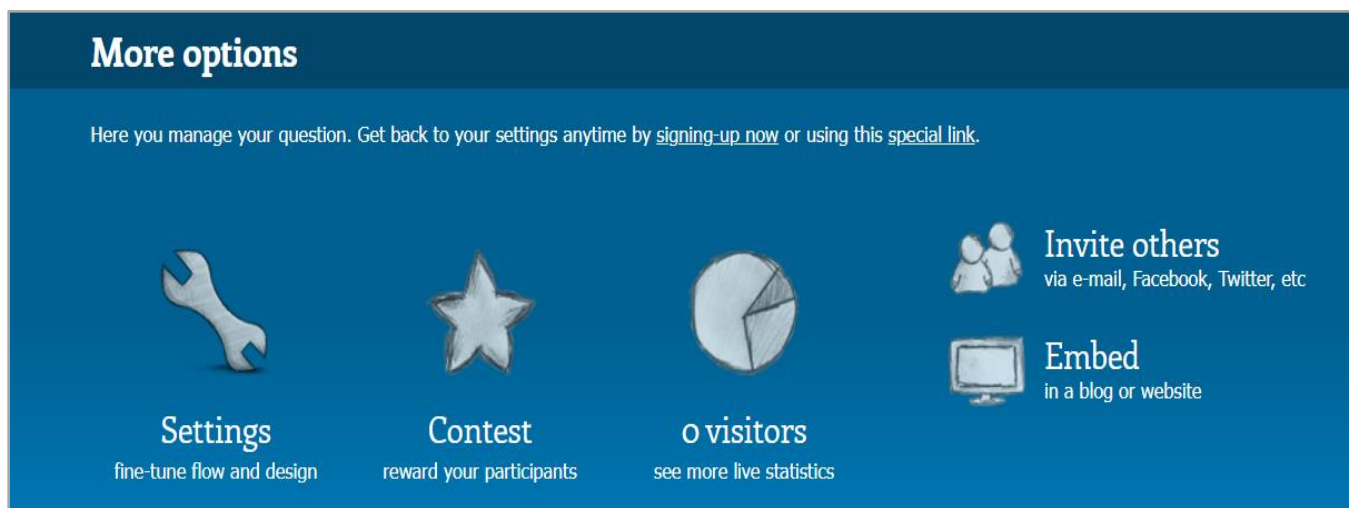 More options
Here you manage your question. Get back to your settings anytime by signing-up now or using this special link.
Settings
fine-tune flow and design
Contest
reward your participants
0 visitors
see more live statistics
Invite others
via e-mail, Facebook, Twitter, etc
Embed
in a blog or website